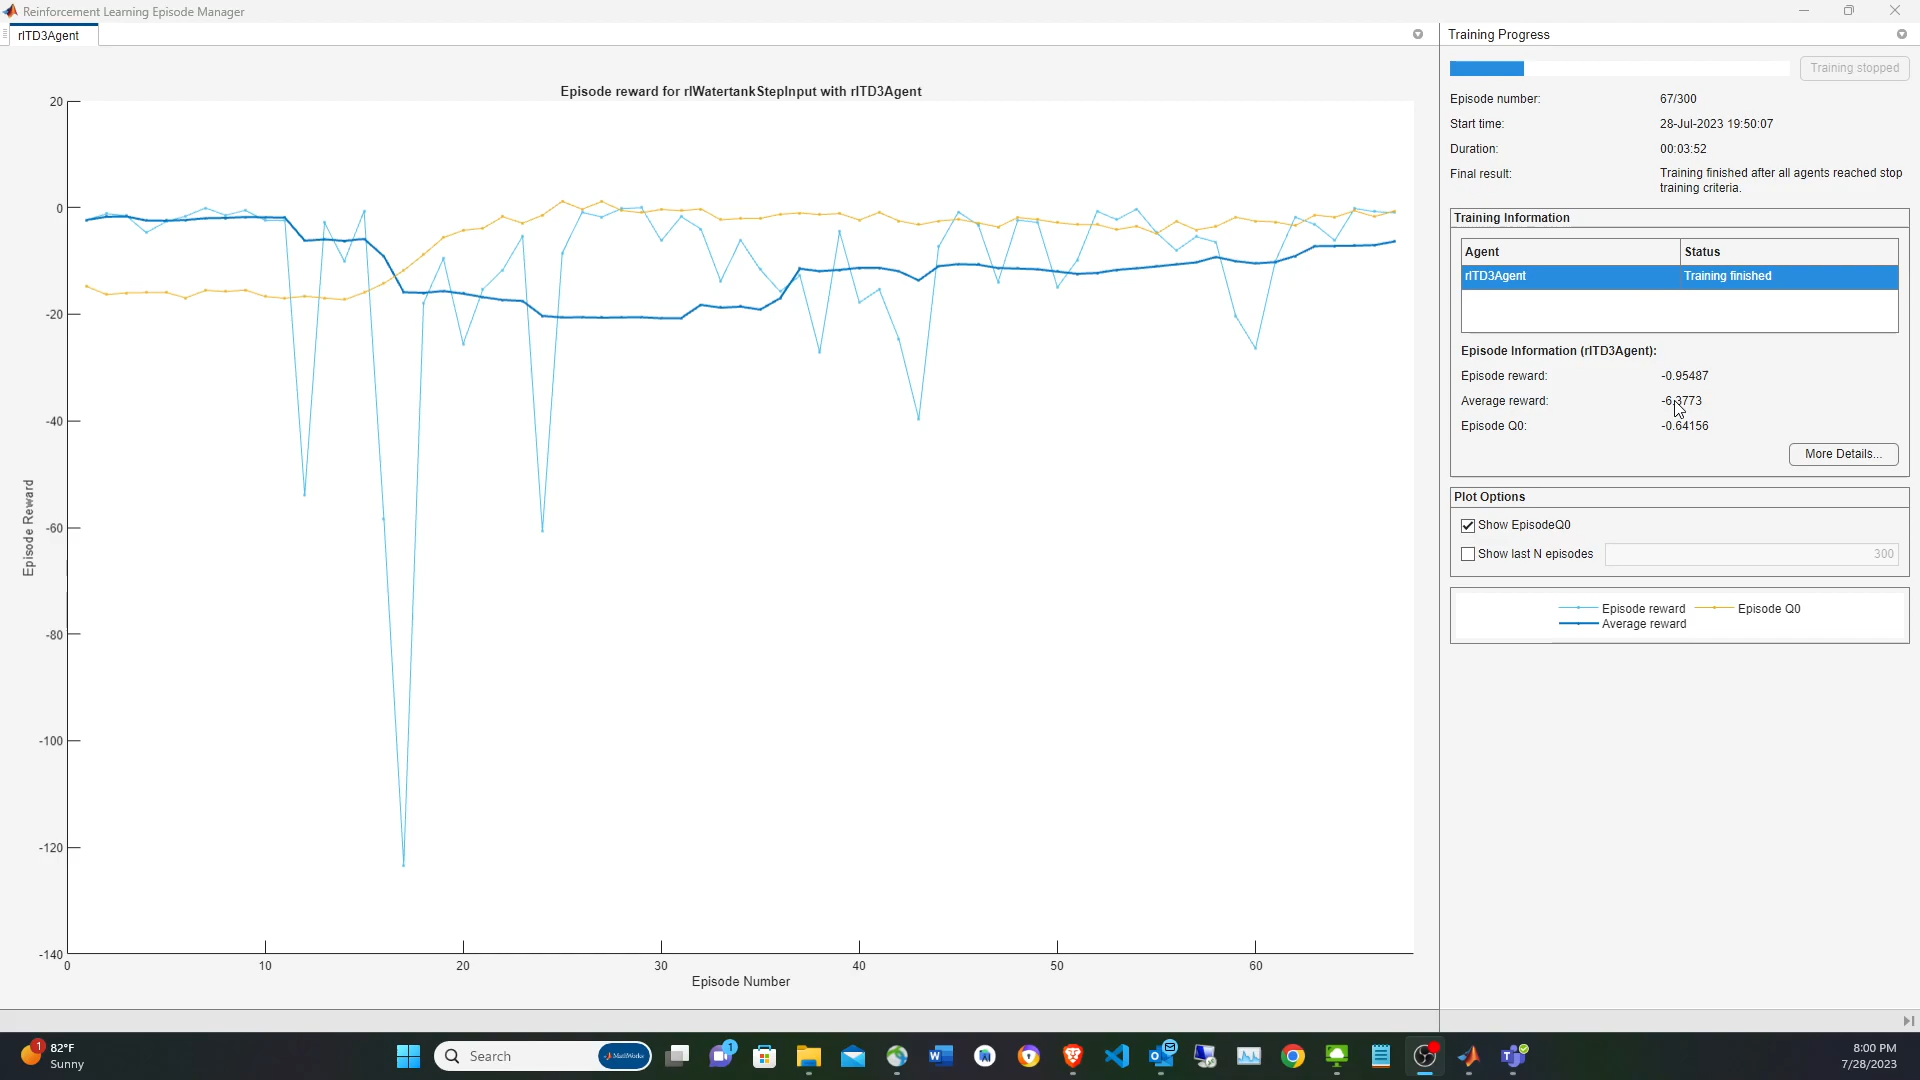 Reinforcement Learning Episode Manager
rlTD3Agent
Episode reward for rlWatertankStepInput with rlTD3Agent
20
0
-20
-40
-60
-80
-100
-120
-140
Episode Reward
0 10 20 30 40 50 60
Episode Number
Training Progress
Training stopped
Episode number: 67/300
Start time: 28-Jul-2023 19:50:07
Duration: 00:03:52
Final result: Training finished after all agents reached stop
training criteria.
Training Information
Agent Status
rlTD3Agent Training finished
Episode Information (rlTD3Agent):
Episode reward: -0.95487
Average reward: -6.3773
Episode Q0: -0.64156
More Details...
Plot Options
Show EpisodeQ0
Show last N episodes 300
Episode reward Episode Q0
Average reward
1
82°F
Sunny
Search
MathWorks
1
8:00 PM
7/28/2023